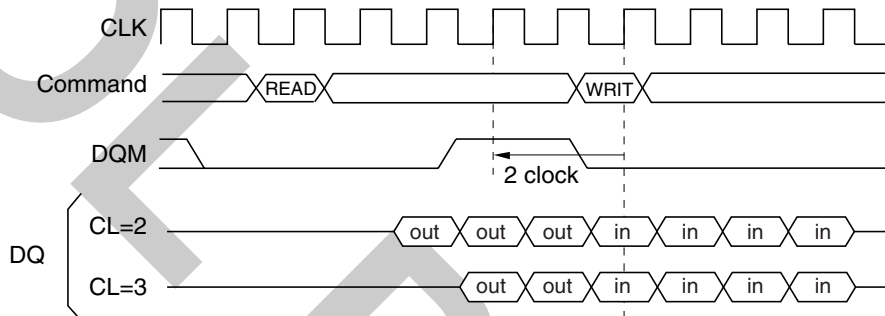 CLK
Command READ WRIT
DQM
2 clock
CL=2 out out out in in in in
DQ
CL=3 out out in in in in